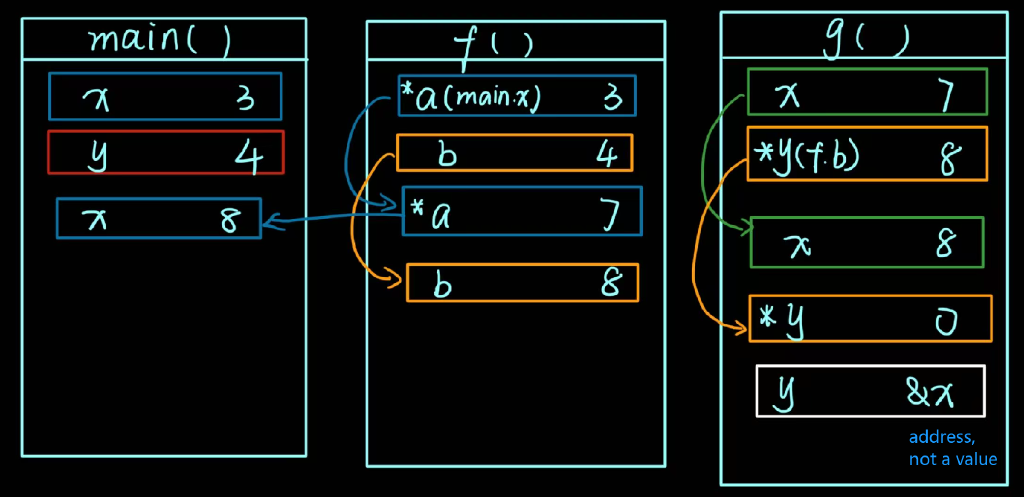 main( )
x 3
y 4
x 8
f( )
*a(main.x) 3
b 4
*a 7
b 8
g( )
x 7
*y(f.b) 8
x 8
*y 0
y &x
address,
not a value